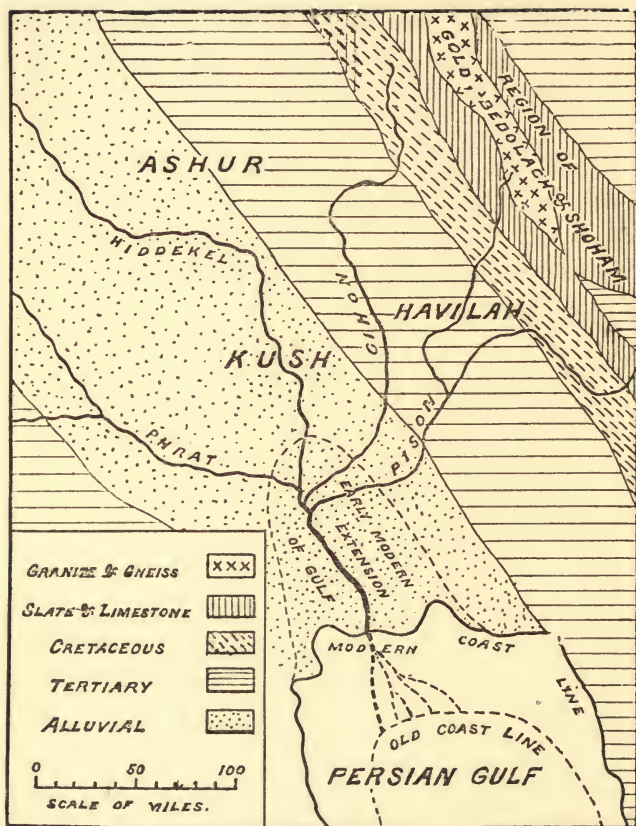 REGION OF
GOLD, BEDOLACH & SHOHAM
ASHUR
HIDDEKEL
GIHON
HAVILAH
KUSH
PISON
PHRAT
EARLY MODERN
EXTENSION
OF GULF
MODERN COAST LINE
OLD COAST LINE
PERSIAN GULF
GRANITE & GNEISS
SLATE & LIMESTONE
CRETACEOUS
TERTIARY
ALLUVIAL
0 50 100
SCALE OF MILES.